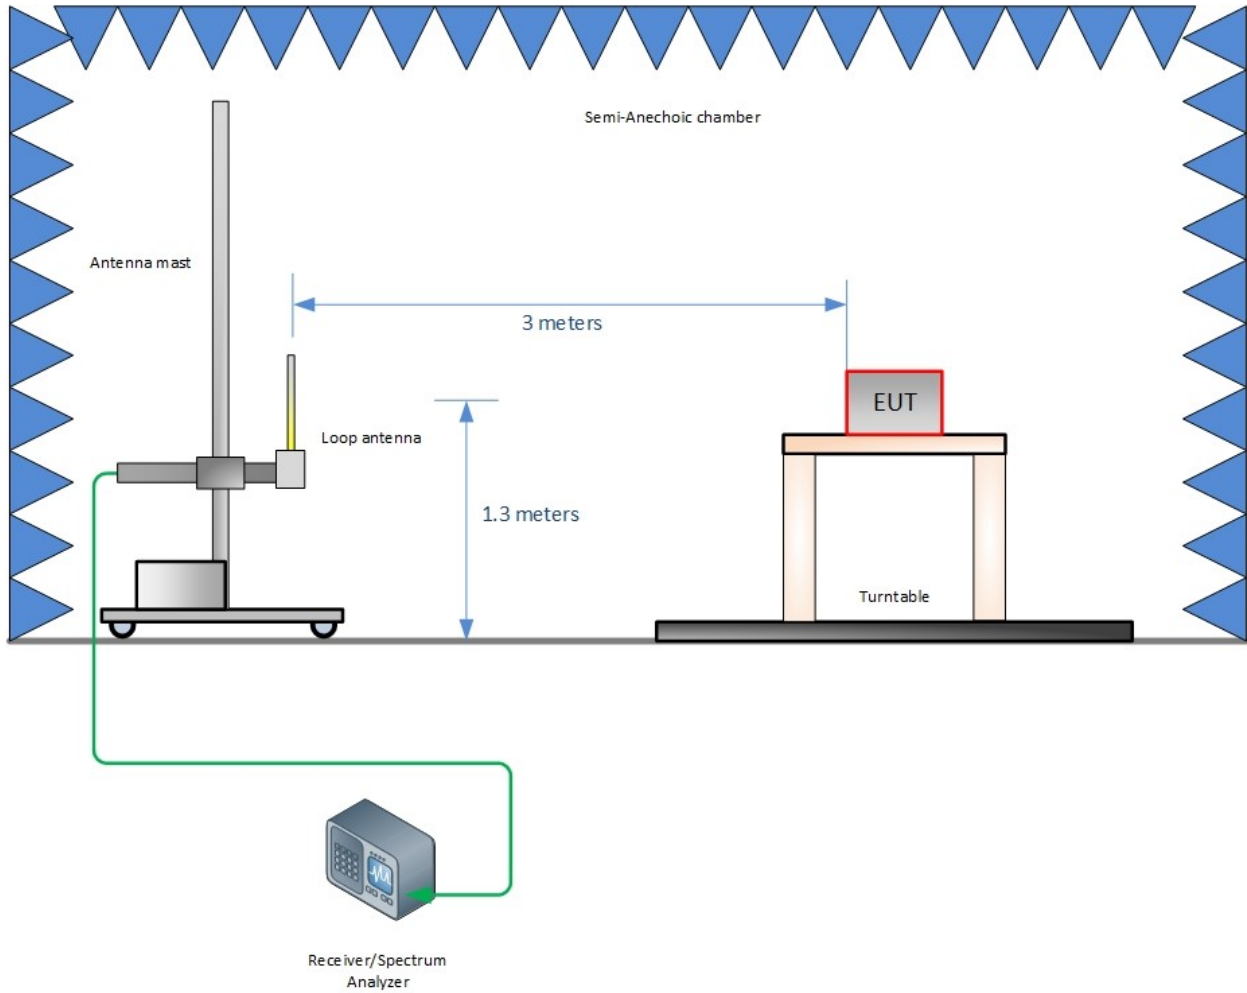 Semi-Anechoic chamber
Antenna mast
3 meters
EUT
Loop antenna
1.3 meters
Turntable
Receiver/Spectrum
Analyzer